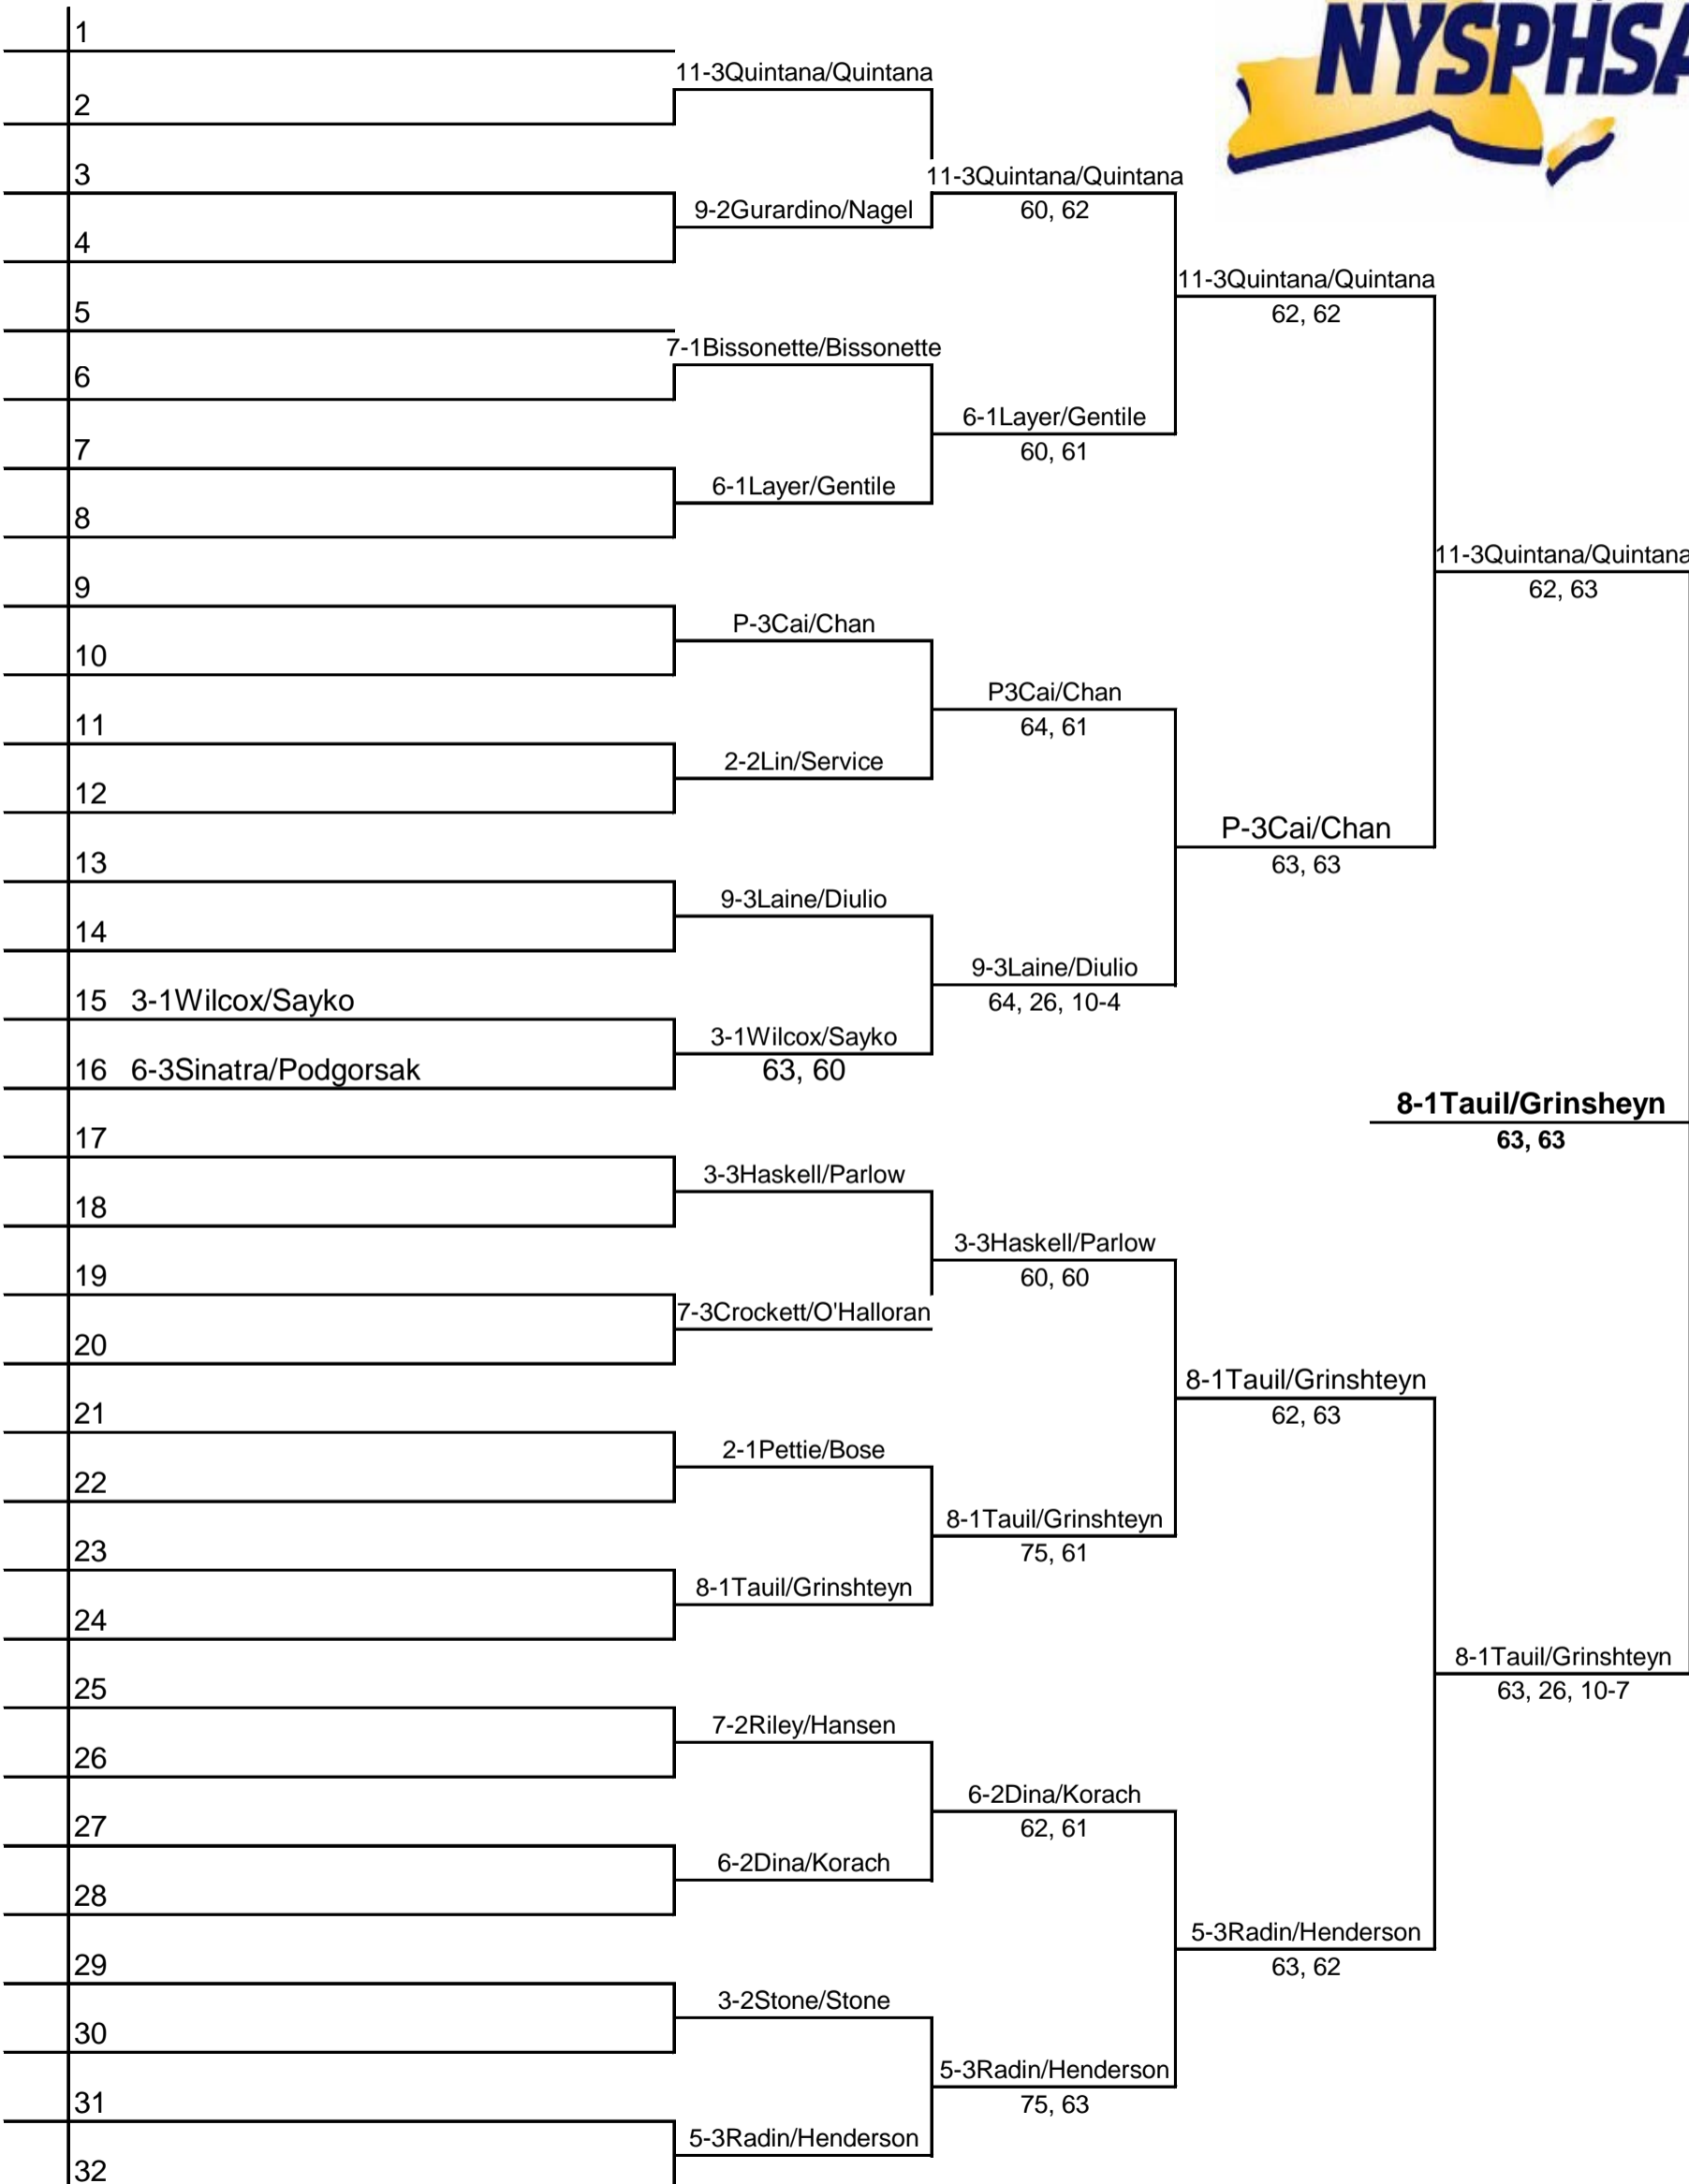 NYSPHSA
1
11-3Quintana/Quintana
2
3
11-3Quintana/Quintana
9-2Gurardino/Nagel
60, 62
4
11-3Quintana/Quintana
5
62, 62
7-1Bissonette/Bissonette
6
6-1Layer/Gentile
7
60, 61
6-1Layer/Gentile
8
11-3Quintana/Quintana
9
62, 63
P-3Cai/Chan
10
P3Cai/Chan
11
64, 61
2-2Lin/Service
12
P-3Cai/Chan
13
63, 63
9-3Laine/Diulio
14
9-3Laine/Diulio
15 3-1Wilcox/Sayko
64, 26, 10-4
3-1Wilcox/Sayko
16 6-3Sinatra/Podgorsak
63, 60
8-1Tauil/Grinsheyn
17
63, 63
3-3Haskell/Parlow
18
3-3Haskell/Parlow
19
60, 60
7-3Crockett/O'Halloran
20
8-1Tauil/Grinshteyn
21
62, 63
2-1Pettie/Bose
22
8-1Tauil/Grinshteyn
23
75, 61
8-1Tauil/Grinshteyn
24
8-1Tauil/Grinshteyn
25
63, 26, 10-7
7-2Riley/Hansen
26
6-2Dina/Korach
27
62, 61
6-2Dina/Korach
28
5-3Radin/Henderson
29
63, 62
3-2Stone/Stone
30
5-3Radin/Henderson
31
75, 63
5-3Radin/Henderson
32